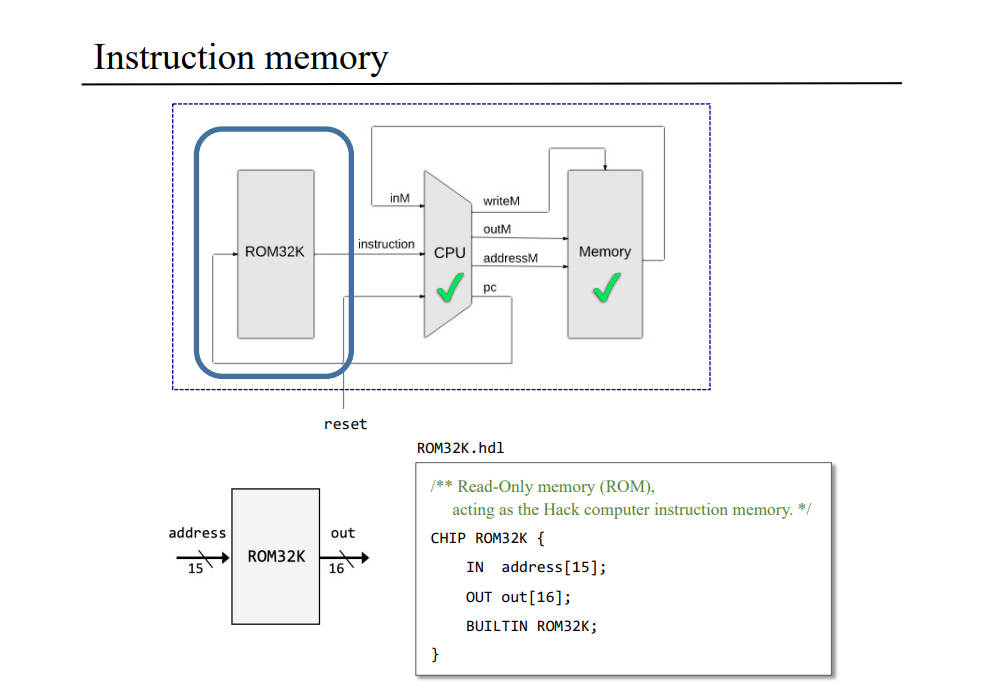 Instruction memory
inM
writeM
outM
instruction
ROM32K
CPU
addressM
Memory
pc
reset
ROM32K.hdl
/** Read-Only memory (ROM),
acting as the Hack computer instruction memory. */
CHIP ROM32K {
IN address[15];
OUT out[16];
BUILTIN ROM32K;
}
address
15
ROM32K
out
16